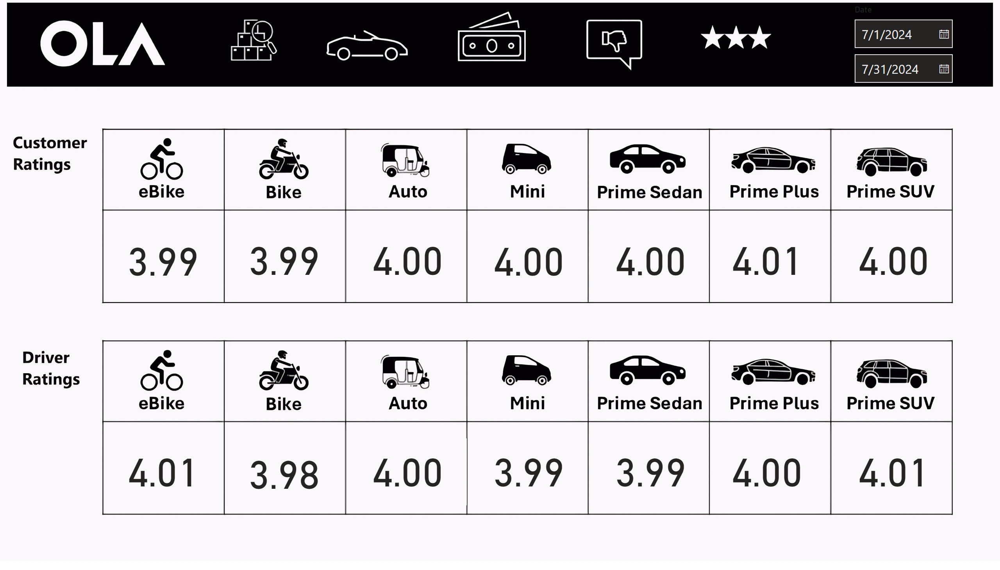 OLA
Date
7/1/2024
7/31/2024
Customer
Ratings
eBike Bike Auto Mini Prime Sedan Prime Plus Prime SUV
3.99 3.99 4.00 4.00 4.00 4.01 4.00
Driver
Ratings
eBike Bike Auto Mini Prime Sedan Prime Plus Prime SUV
4.01 3.98 4.00 3.99 3.99 4.00 4.01